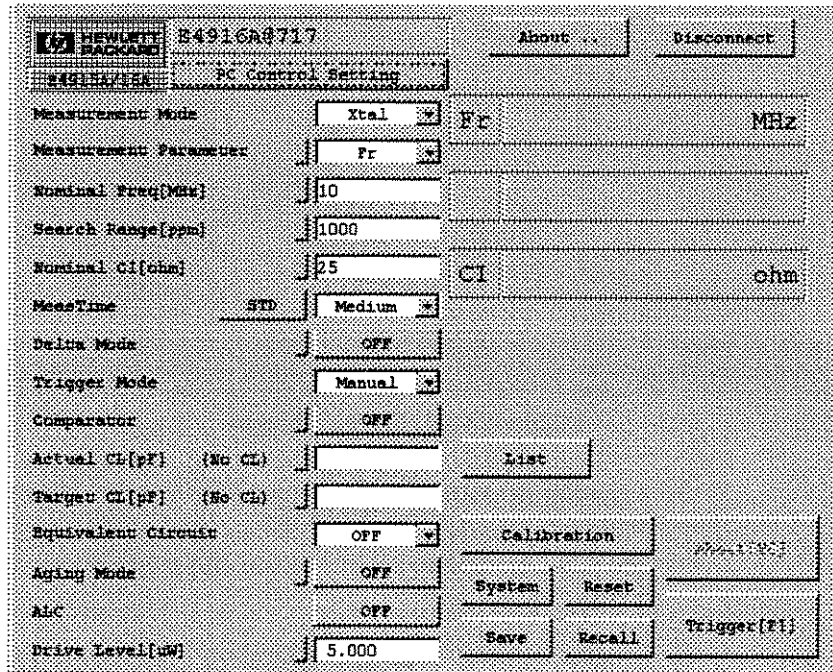 HEWLETT
PACKARD
E4916A8717
About ..
Disconnect
E4915A/16A
PC Control Setting
Measurement Mode
Xtal
Fr
MHz
Measurement Parameter
Fr
Nominal Freq[MHz]
10
Search Range[ppm]
1000
Nominal CI[ohm]
25
CI
ohm
MeasTime
STD
Medium
Delta Mode
OFF
Trigger Mode
Manual
Comparator
OFF
Actual CL[pF] (No CL)
List
Target CL[pF] (No CL)
Equivalent Circuit
OFF
Calibration
Aging Mode
OFF
System
Reset
ALC
OFF
Save
Recall
Trigger[F1]
Drive Level[uW]
5.000